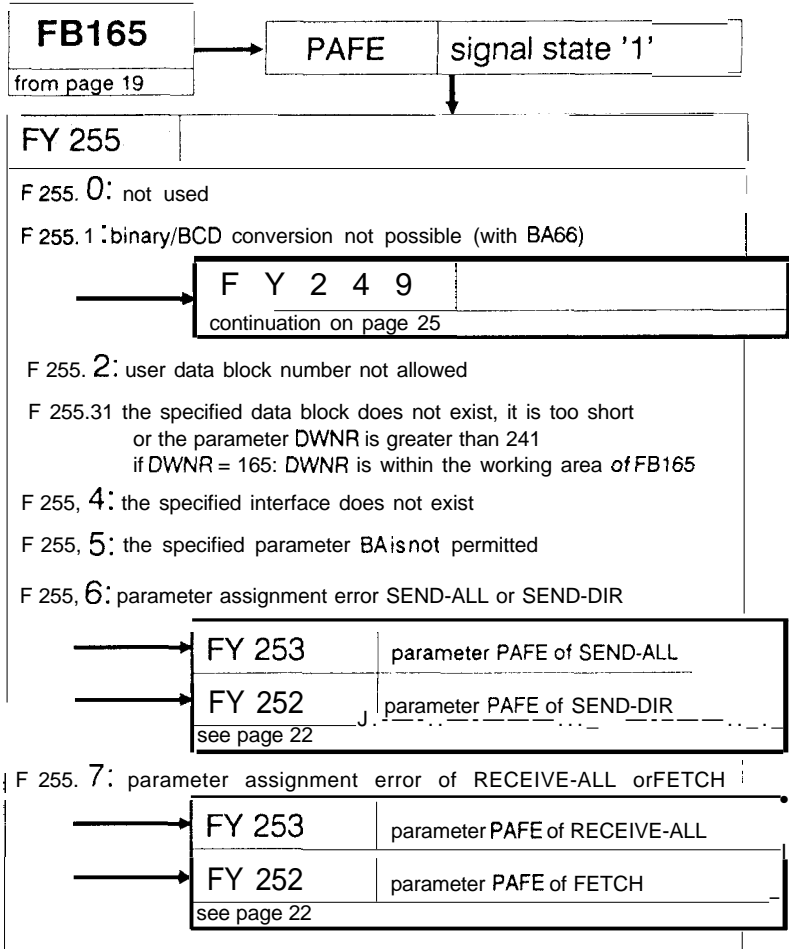 FB165
from page 19
PAFE signal state '1'
FY 255
F 255. 0: not used
F 255. 1: binary/BCD conversion not possible (with BA66)
F Y 2 4 9
continuation on page 25
F 255. 2: user data block number not allowed
F 255.31 the specified data block does not exist, it is too short
or the parameter DWNR is greater than 241
if DWNR = 165: DWNR is within the working area of FB165
F 255, 4: the specified interface does not exist
F 255, 5: the specified parameter BA is not permitted
F 255, 6: parameter assignment error SEND-ALL or SEND-DIR
FY 253 parameter PAFE of SEND-ALL
FY 252 parameter PAFE of SEND-DIR
see page 22
F 255. 7: parameter assignment error of RECEIVE-ALL orFETCH
FY 253 parameter PAFE of RECEIVE-ALL
FY 252 parameter PAFE of FETCH
see page 22